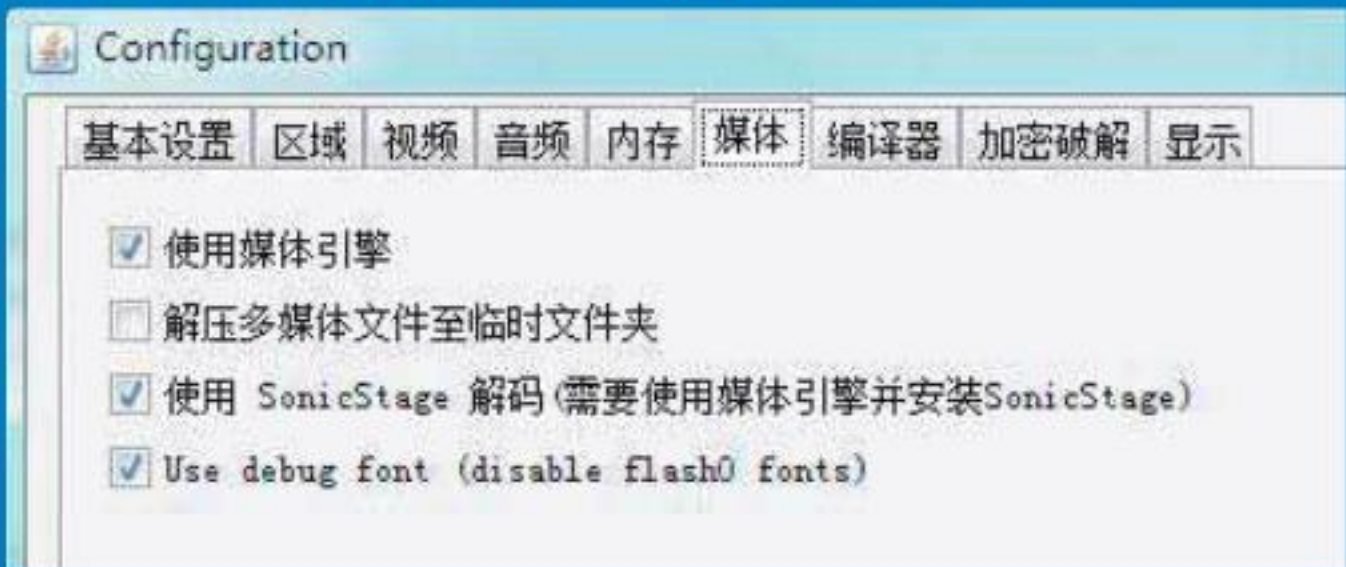 Configuration
基本设置 区域 视频 音频 内存 媒体 编译器 加密破解 显示
使用媒体引擎
解压多媒体文件至临时文件夹
使用 SonicStage 解码(需要使用媒体引擎并安装SonicStage)
Use debug font (disable flash0 fonts)